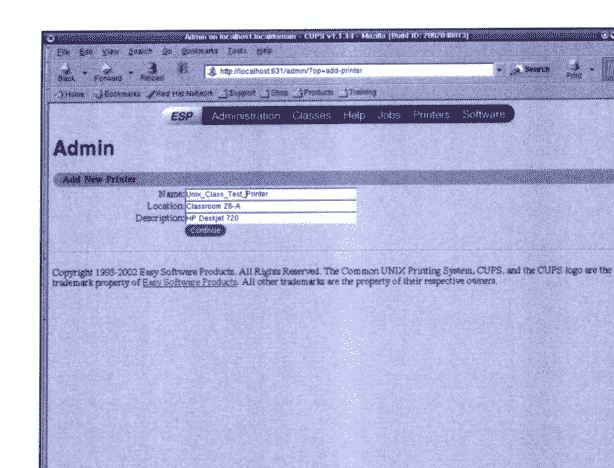 Admin on localhost.localdomain - CUPS v1.1.14 - Mozilla {Build ID: 2002040813}
File Edit View Search Go Bookmarks Tasks Help
Back Forward Reload http://localhost:631/admin/?op=add-printer Search Print
Home Bookmarks Red Hat Network Support Shop Products Training
ESP Administration Classes Help Jobs Printers Software
Admin
Add New Printer
Name: Unix_Class_Test_Printer
Location: Classroom 26-A
Description: HP Deskjet 720
Continue
Copyright 1993-2002 Easy Software Products. All Rights Reserved. The Common UNIX Printing System, CUPS, and the CUPS logo are the
trademark property of Easy Software Products. All other trademarks are the property of their respective owners.